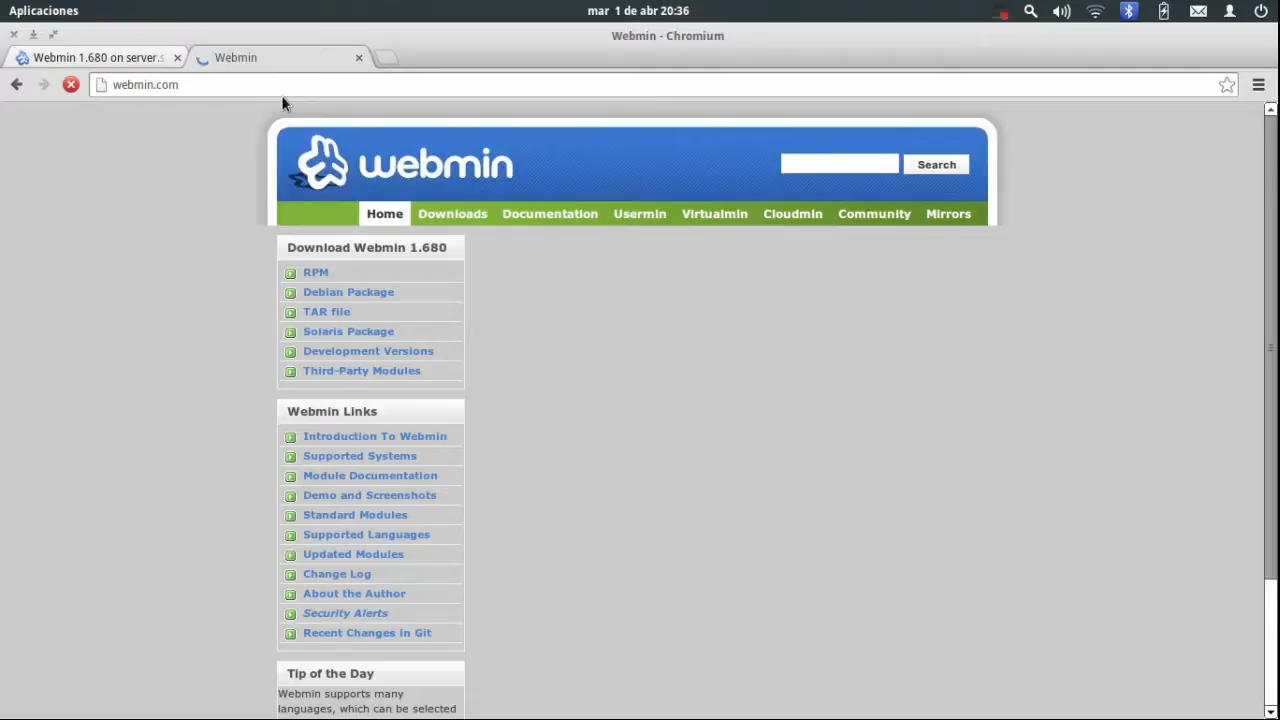 Aplicaciones
mar 1 de abr 20:36
Webmin - Chromium
Webmin 1.680 on server.s
Webmin
webmin.com
webmin
Search
Home Downloads Documentation Usermin Virtualmin Cloudmin Community Mirrors
Download Webmin 1.680
RPM
Debian Package
TAR file
Solaris Package
Development Versions
Third-Party Modules
Webmin Links
Introduction To Webmin
Supported Systems
Module Documentation
Demo and Screenshots
Standard Modules
Supported Languages
Updated Modules
Change Log
About the Author
Security Alerts
Recent Changes in Git
Tip of the Day
Webmin supports many
languages, which can be selected